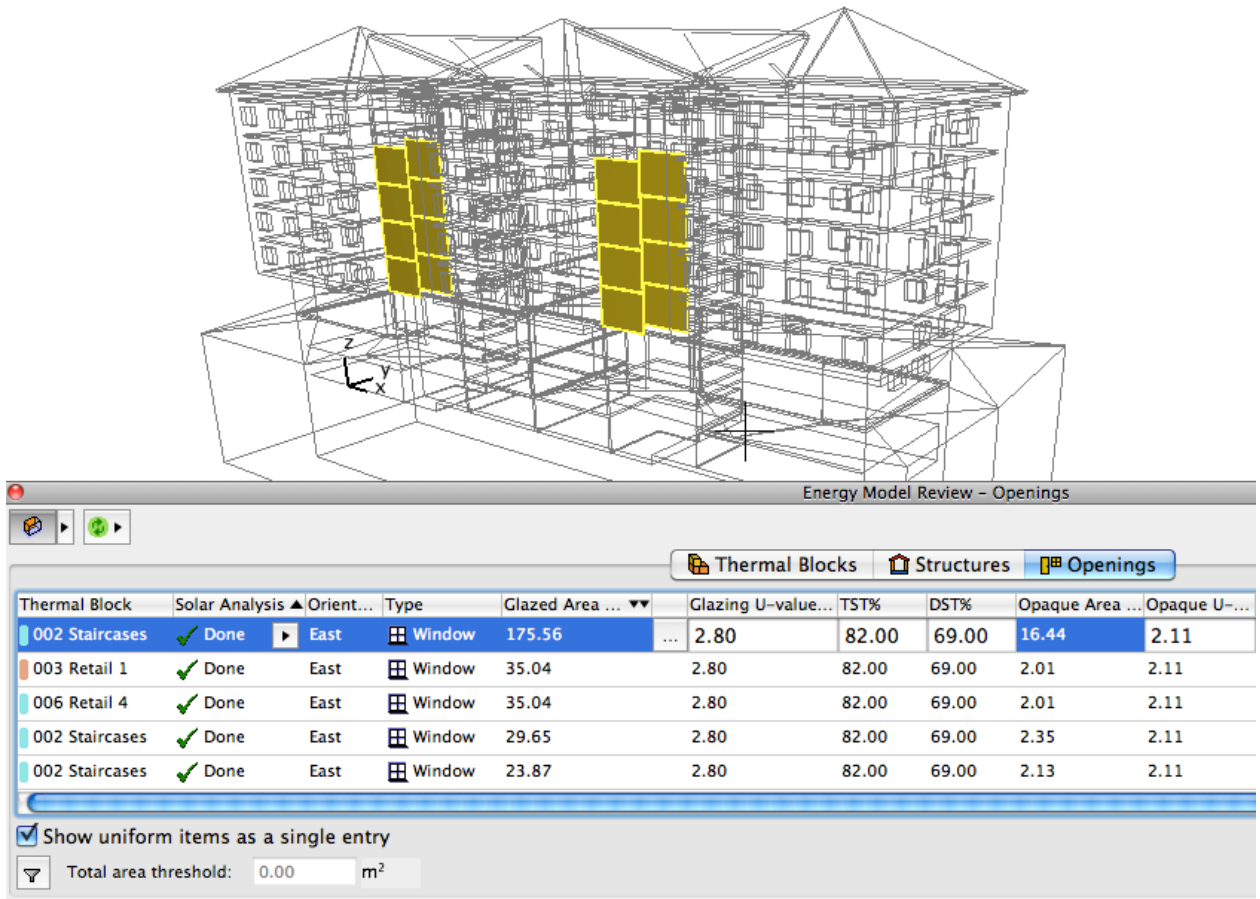 z
y
x
Energy Model Review – Openings
Thermal Blocks Structures Openings
Thermal Block Solar Analysis ▲ Orient... Type Glazed Area ... ▼▼ Glazing U-value... TST% DST% Opaque Area ... Opaque U-...
002 Staircases Done East Window 175.56 ... 2.80 82.00 69.00 16.44 2.11
003 Retail 1 Done East Window 35.04 2.80 82.00 69.00 2.01 2.11
006 Retail 4 Done East Window 35.04 2.80 82.00 69.00 2.01 2.11
002 Staircases Done East Window 29.65 2.80 82.00 69.00 2.35 2.11
002 Staircases Done East Window 23.87 2.80 82.00 69.00 2.13 2.11
Show uniform items as a single entry
Total area threshold: 0.00 m²